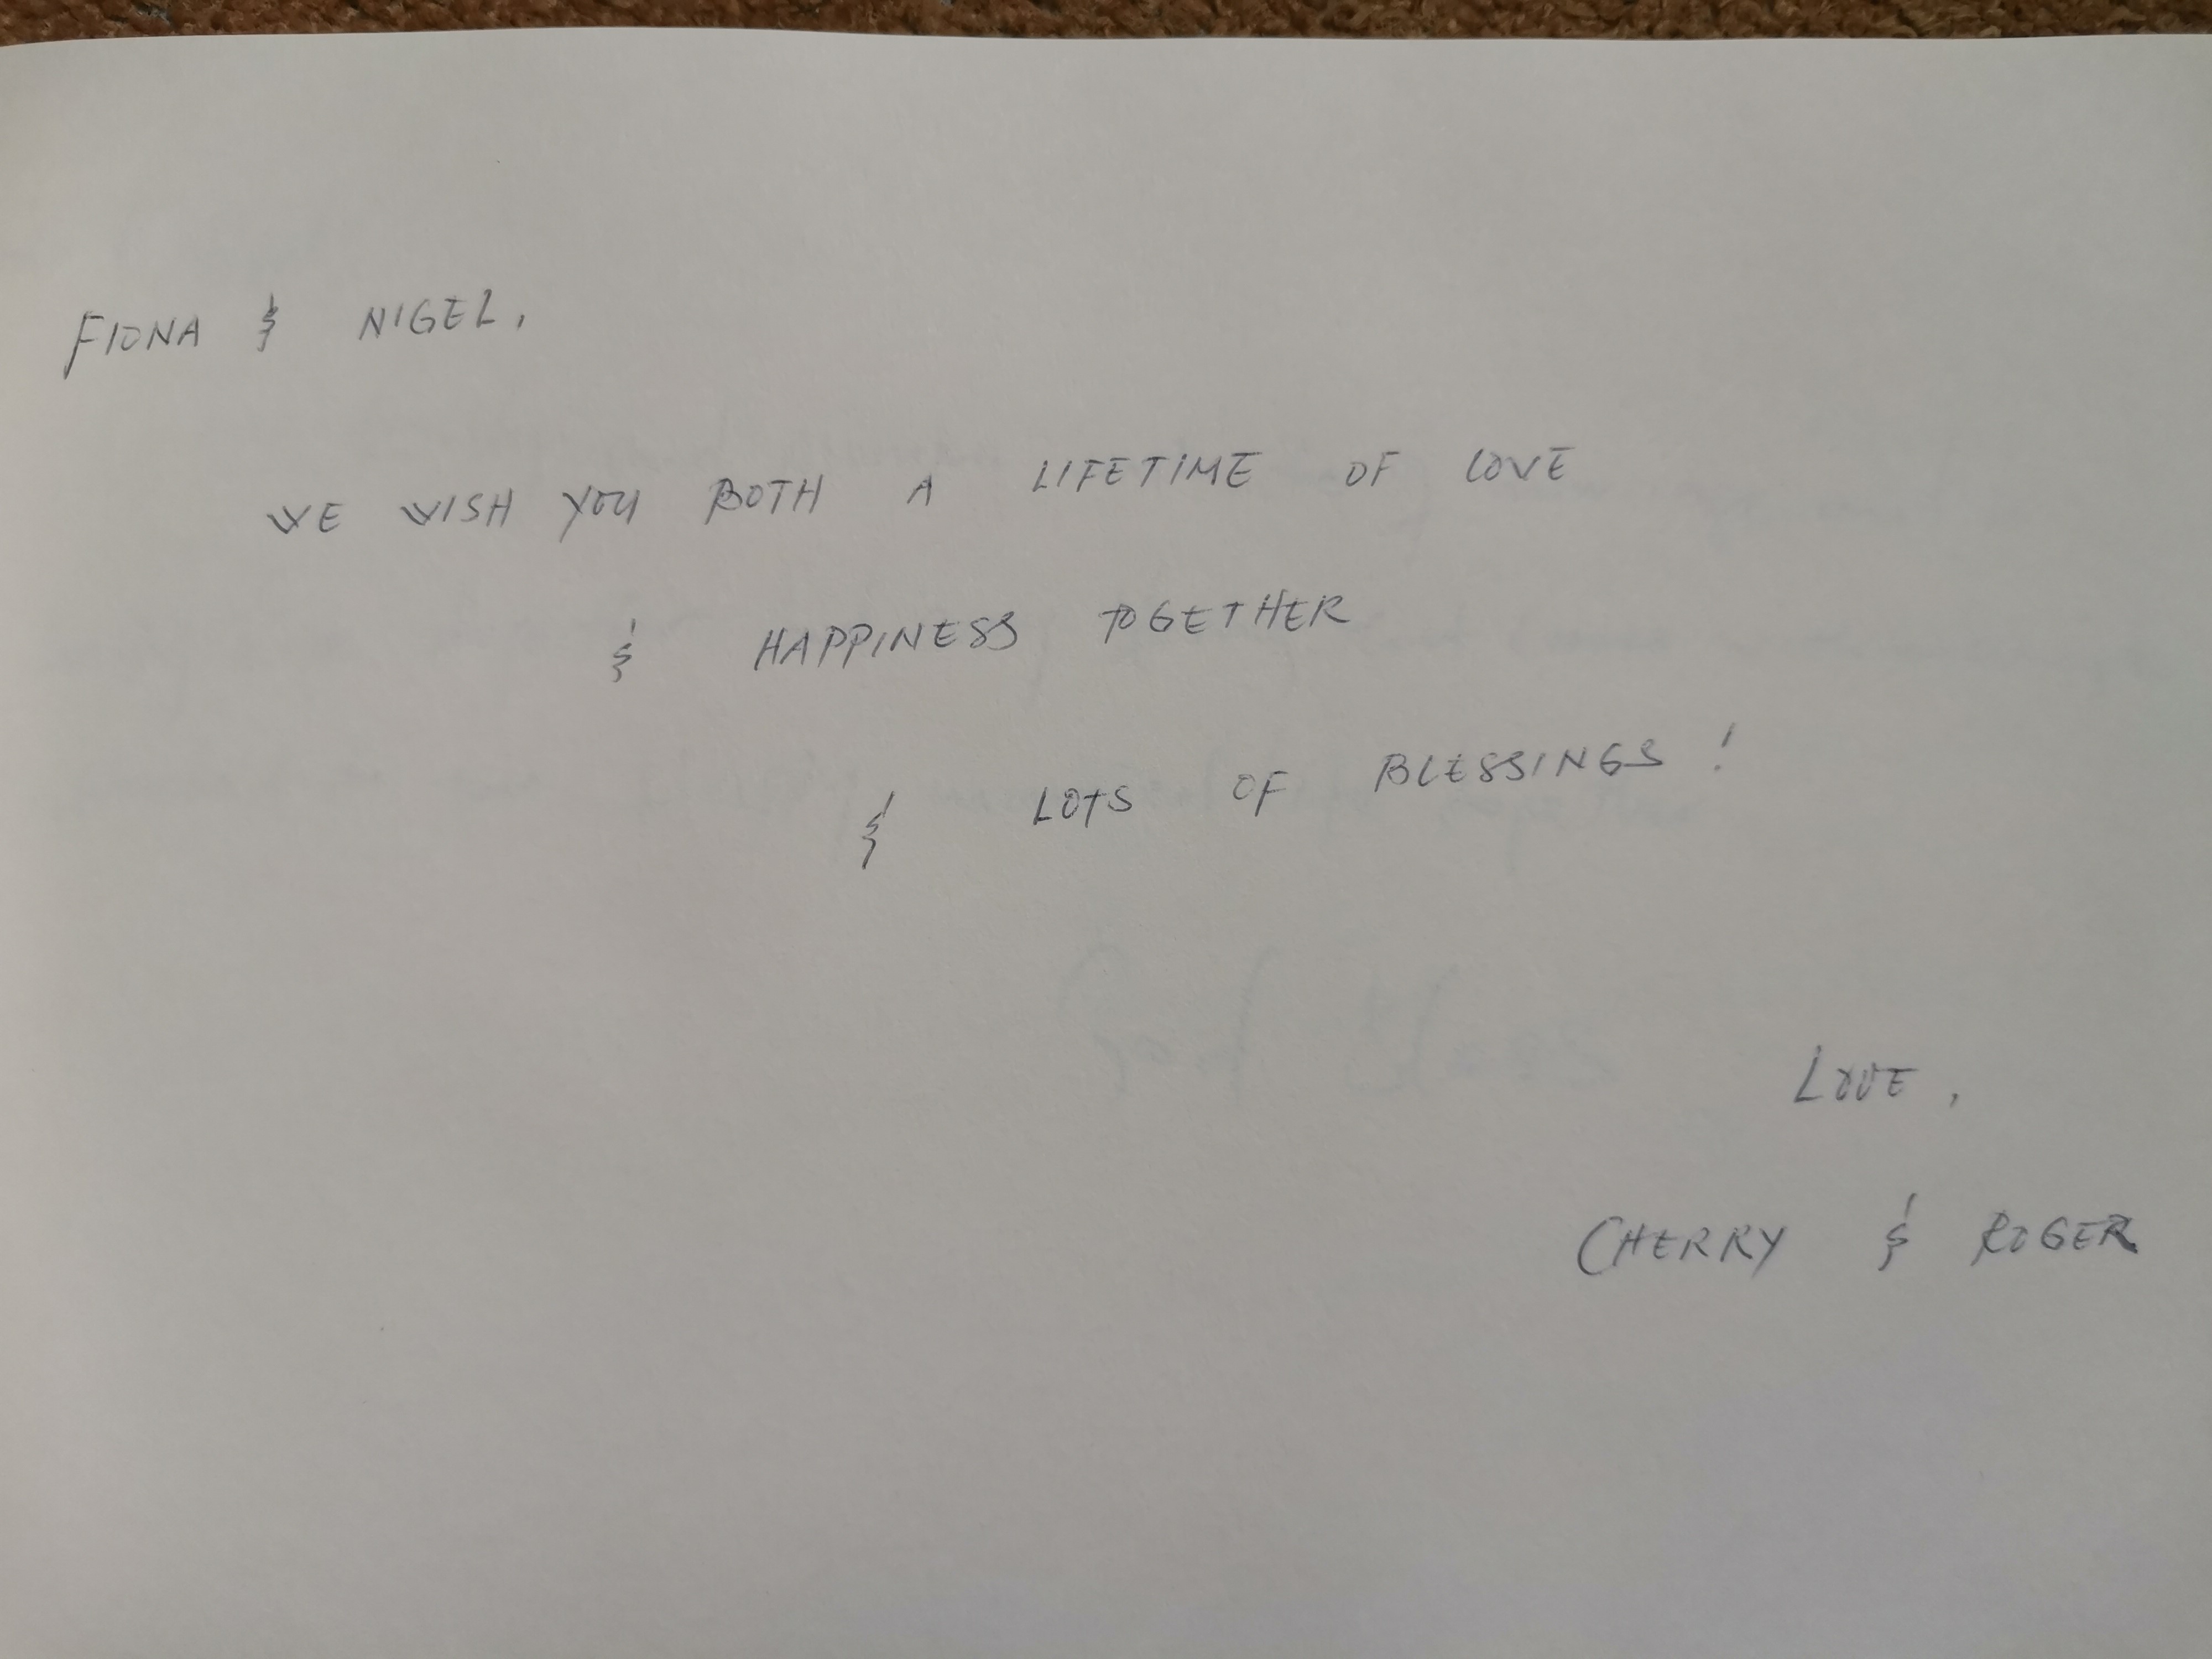 FIONA & NIGEL,
WE WISH YOU BOTH A LIFETIME OF LOVE
& HAPPINESS TOGETHER
& LOTS OF BLESSINGS!
LOVE,
CHERRY & ROGER